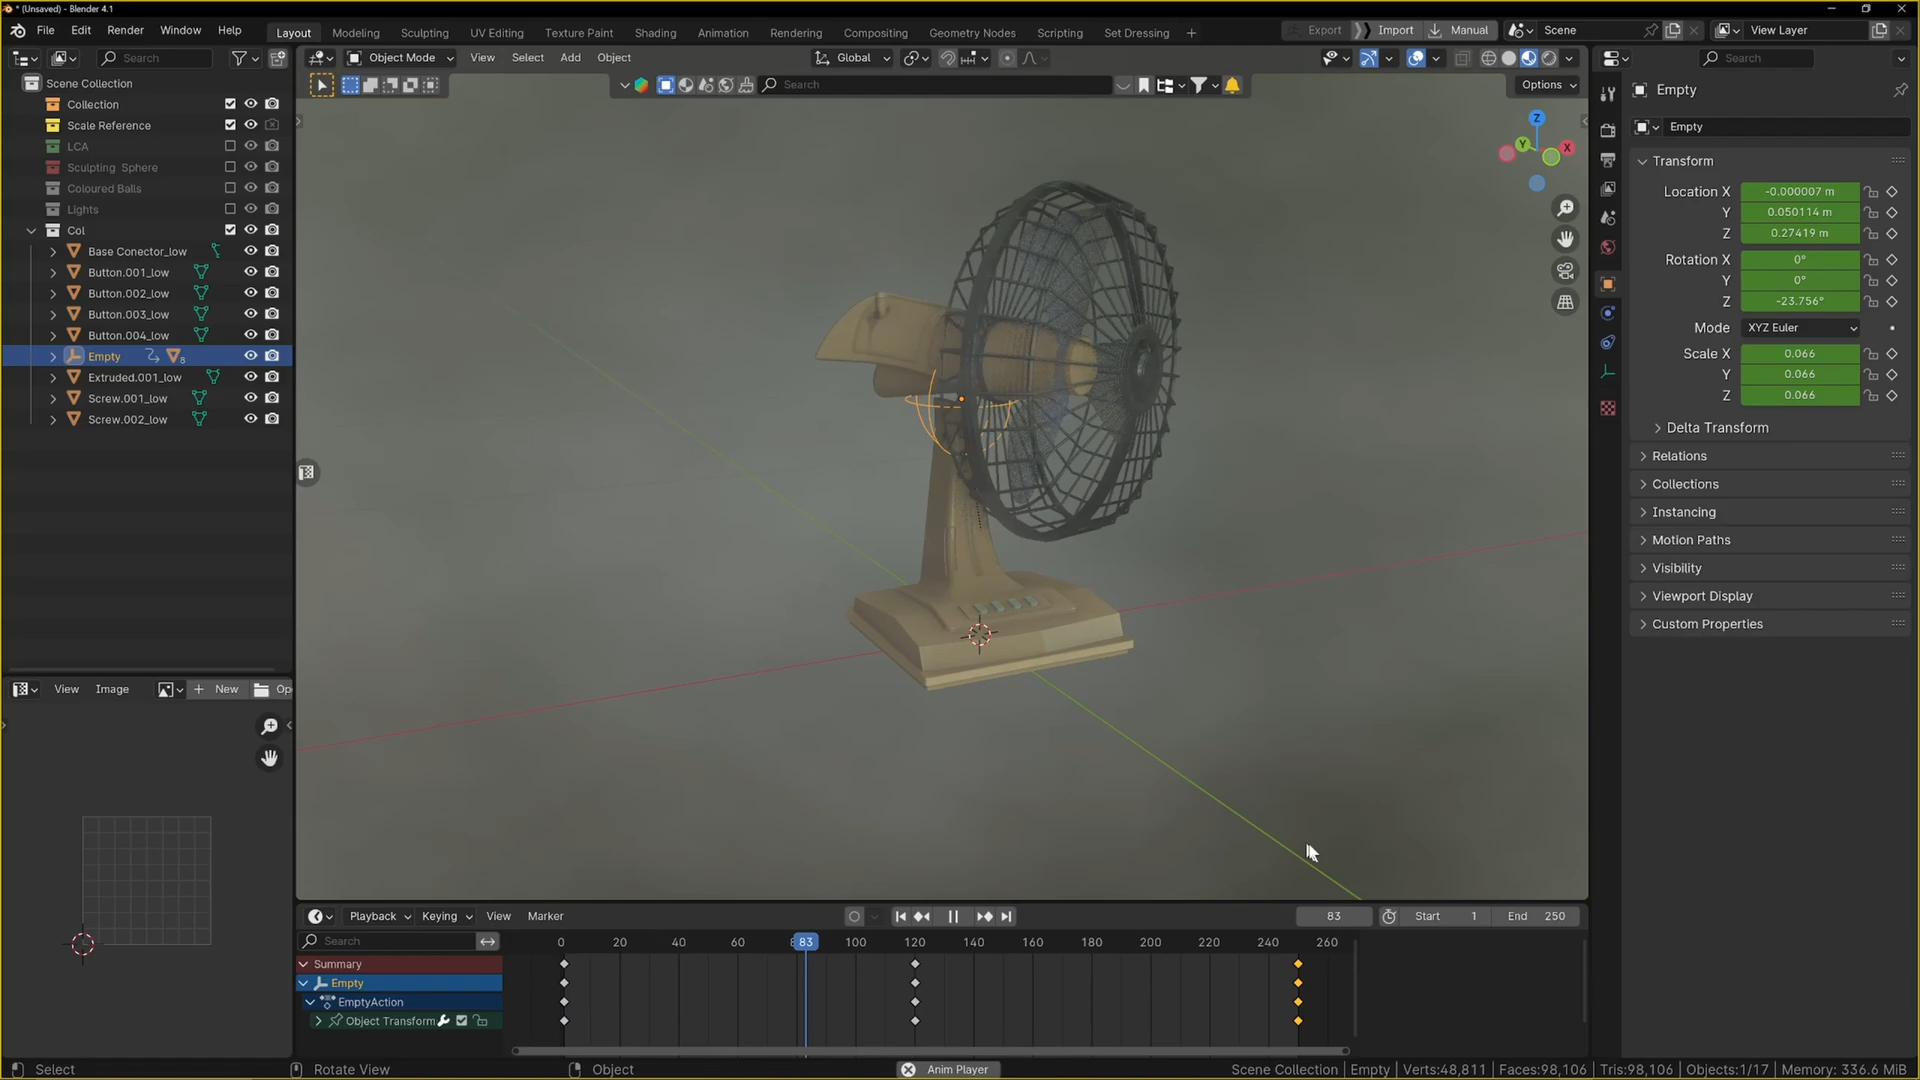 * (Unsaved) - Blender 4.1
File Edit Render Window Help
Layout Modeling Sculpting UV Editing Texture Paint Shading Animation Rendering Compositing Geometry Nodes Scripting Set Dressing +
Export Import Manual Scene View Layer
Search
Object Mode View Select Add Object Global
Search
Search Options
Scene Collection
Collection
Scale Reference
LCA
Sculpting Sphere
Coloured Balls
Lights
Col
Base Conector_low
Button.001_low
Button.002_low
Button.003_low
Button.004_low
Empty 8
Extruded.001_low
Screw.001_low
Screw.002_low
Z
Y X
Empty
Empty
Transform
Location X -0.000007 m
Y 0.050114 m
Z 0.27419 m
Rotation X 0°
Y 0°
Z -23.756°
Mode XYZ Euler
Scale X 0.066
Y 0.066
Z 0.066
Delta Transform
Relations
Collections
Instancing
Motion Paths
Visibility
Viewport Display
Custom Properties
View Image New Op
Playback Keying View Marker 83 Start 1 End 250
Search 0 20 40 60 8 83 100 120 140 160 180 200 220 240 260
Summary
Empty
EmptyAction
Object Transform
Select Rotate View Object Anim Player Scene Collection | Empty | Verts:48,811 | Faces:98,106 | Tris:98,106 | Objects:1/17 | Memory: 336.6 MiB